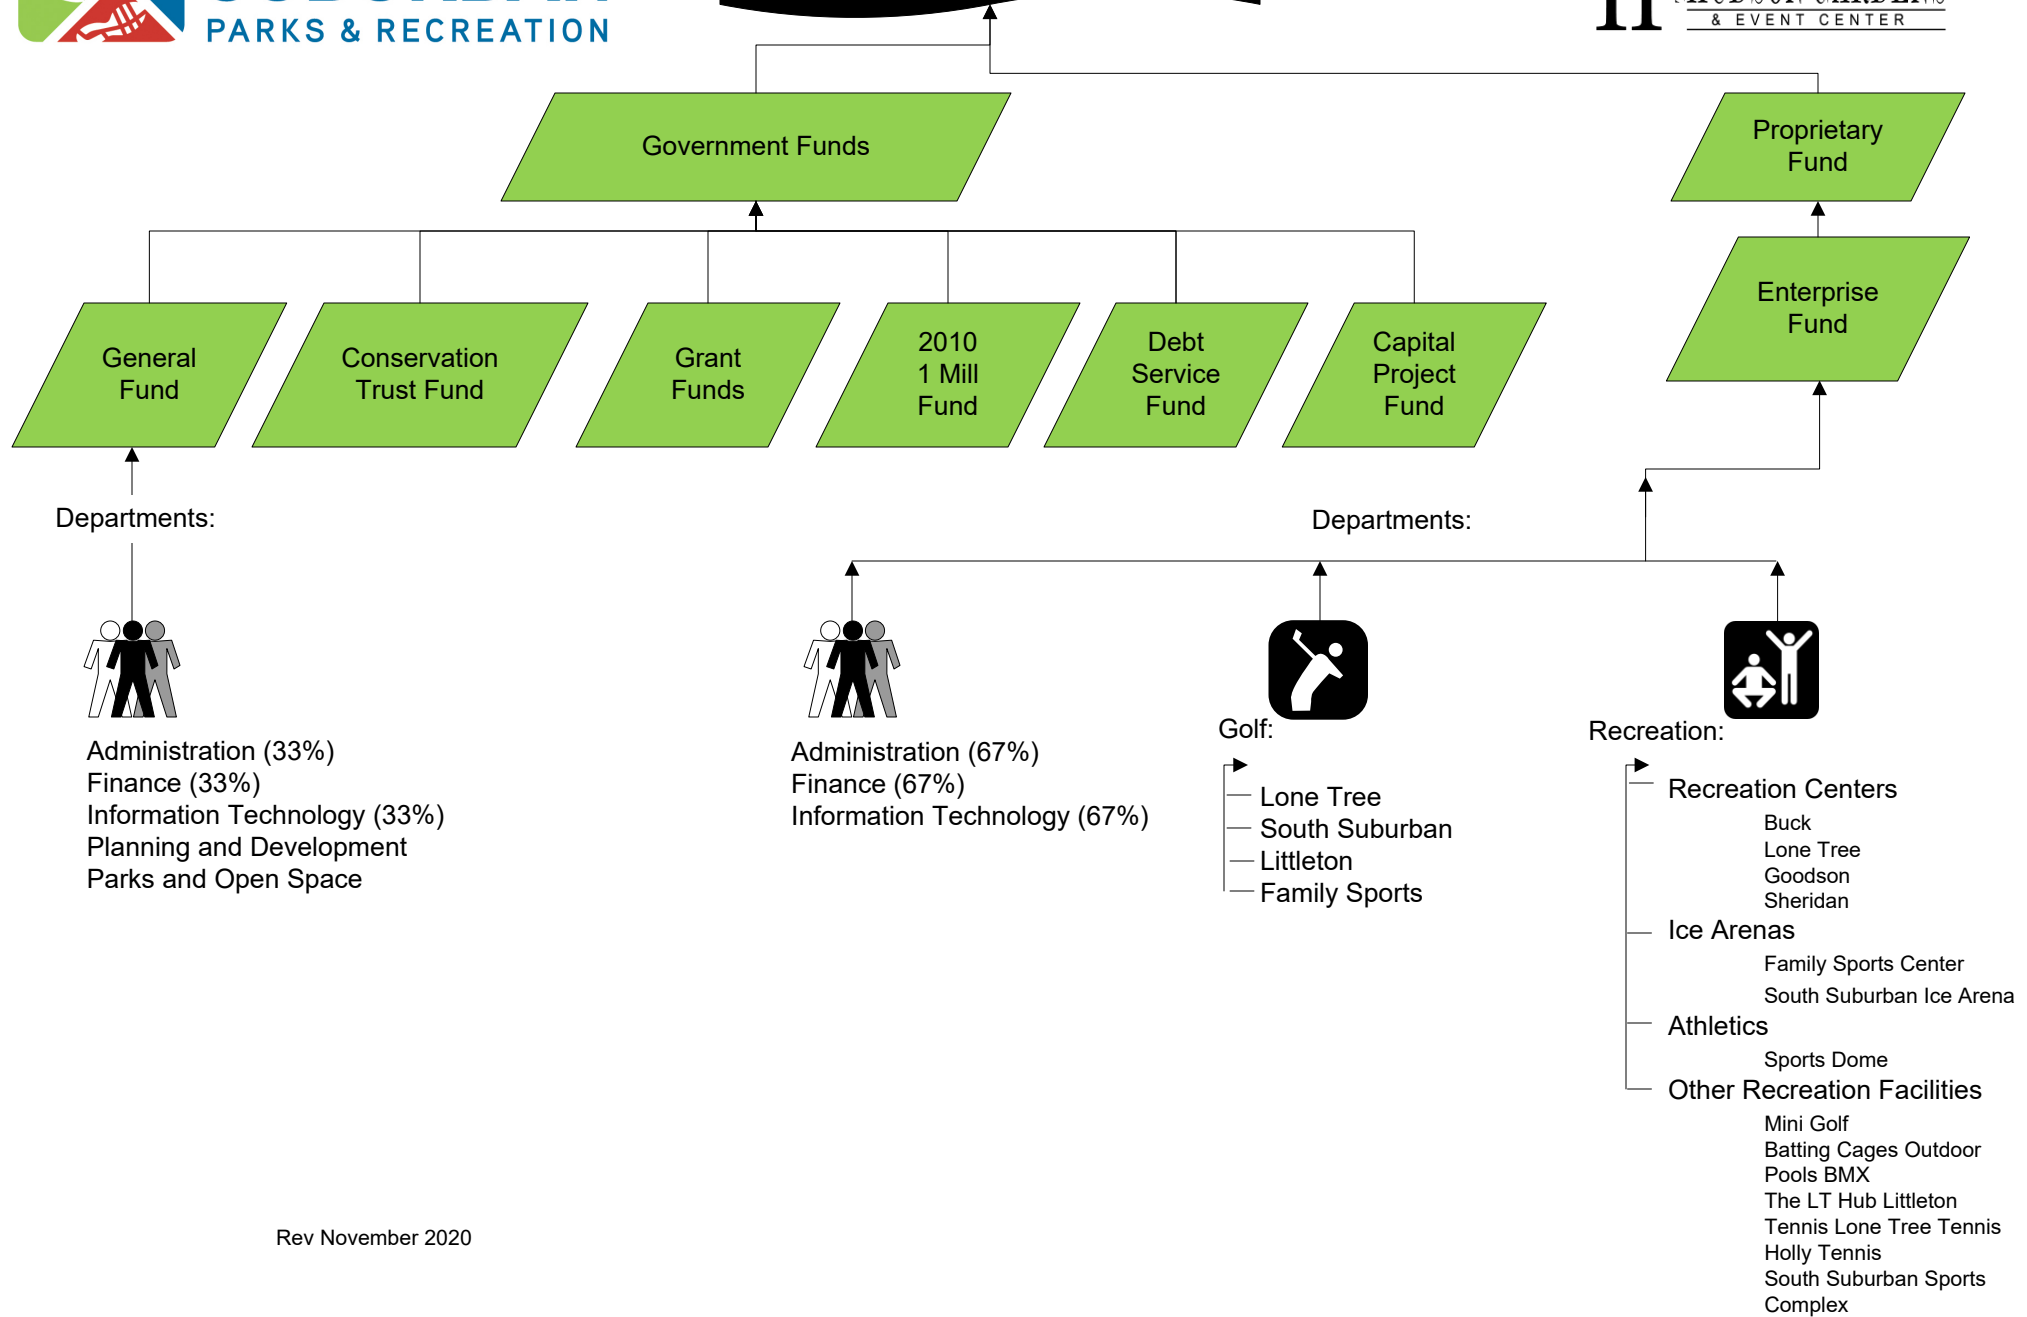 PARKS & RECREATION
& EVENT CENTER
Government Funds
Proprietary
Fund
Enterprise
Fund
General
Fund
Conservation
Trust Fund
Grant
Funds
2010
1 Mill
Fund
Debt
Service
Fund
Capital
Project
Fund
Departments:
Departments:
Administration (33%)
Finance (33%)
Information Technology (33%)
Planning and Development
Parks and Open Space
Administration (67%)
Finance (67%)
Information Technology (67%)
Golf:
Lone Tree
South Suburban
Littleton
Family Sports
Recreation:
Recreation Centers
Buck
Lone Tree
Goodson
Sheridan
Ice Arenas
Family Sports Center
South Suburban Ice Arena
Athletics
Sports Dome
Other Recreation Facilities
Mini Golf
Batting Cages Outdoor
Pools BMX
The LT Hub Littleton
Tennis Lone Tree Tennis
Holly Tennis
South Suburban Sports
Complex
Rev November 2020